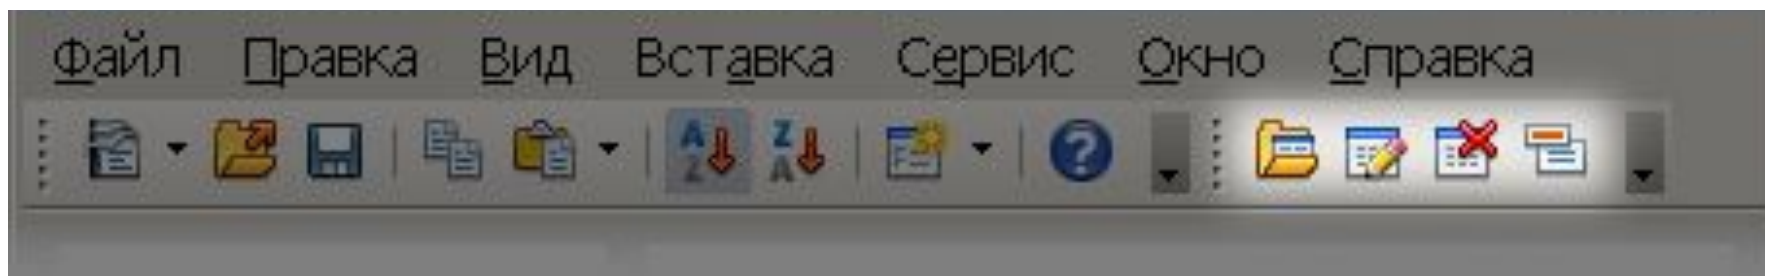 Файл Правка Вид Вставка Сервис Окно Справка